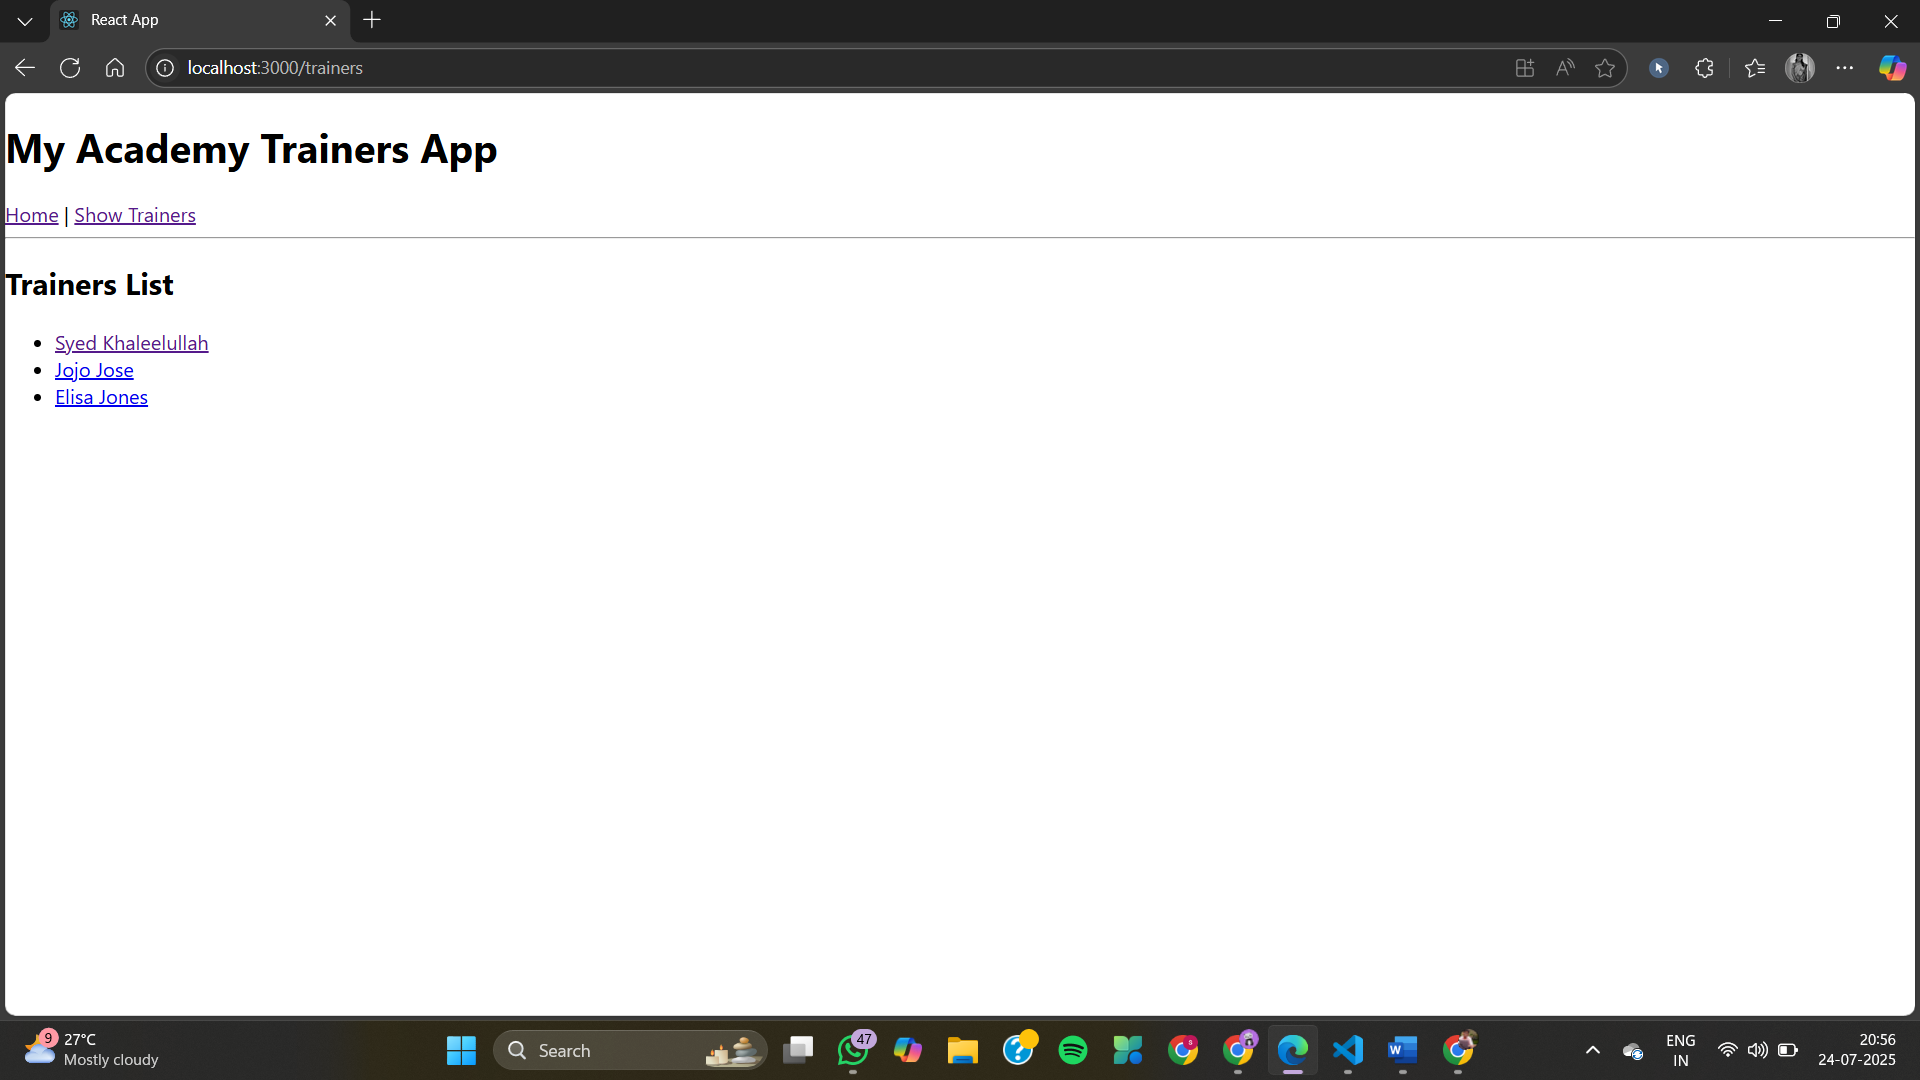 React App
localhost:3000/trainers
My Academy Trainers App
Home | Show Trainers
Trainers List
Syed Khaleelullah
Jojo Jose
Elisa Jones
9
27°C
Mostly cloudy
Search
47
ENG
IN
20:56
24-07-2025